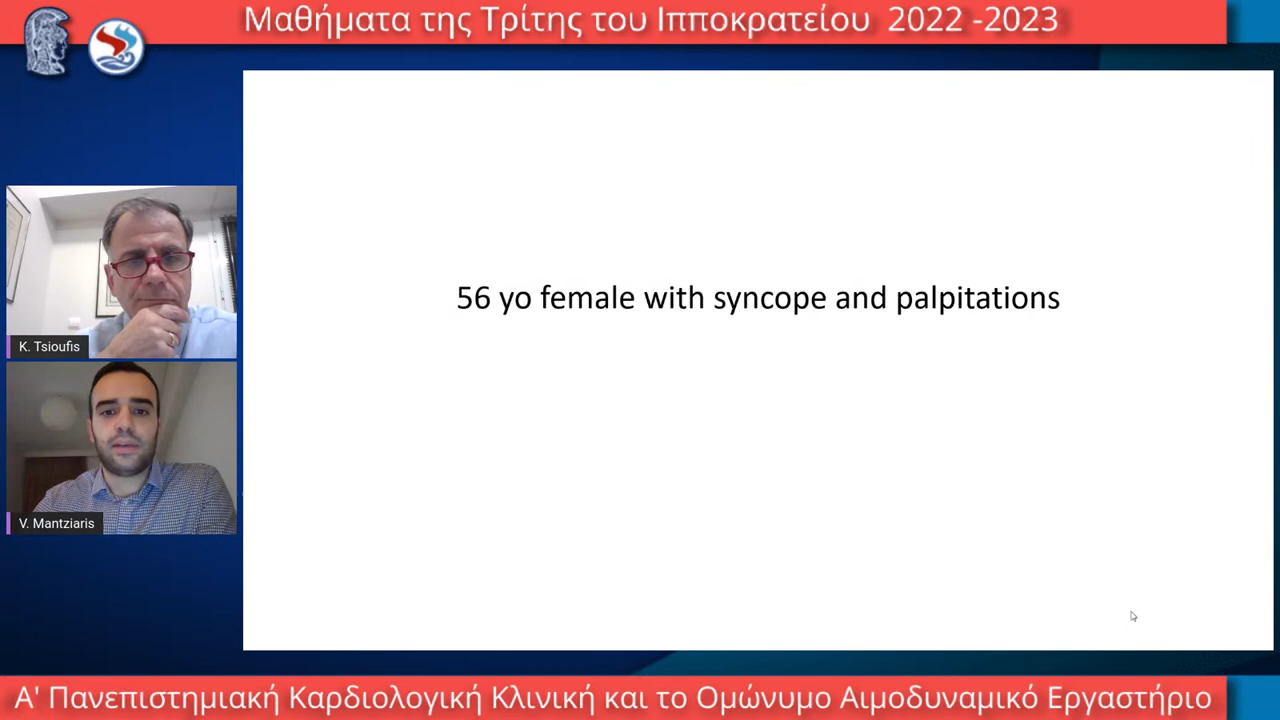 Μαθήματα της Τρίτης του Ιπποκρατείου 2022 -2023
56 yo female with syncope and palpitations
K. Tsioufis
V. Mantziaris
Α' Πανεπιστημιακή Καρδιολογική Κλινική και το Ομώνυμο Αιμοδυναμικό Εργαστήριο